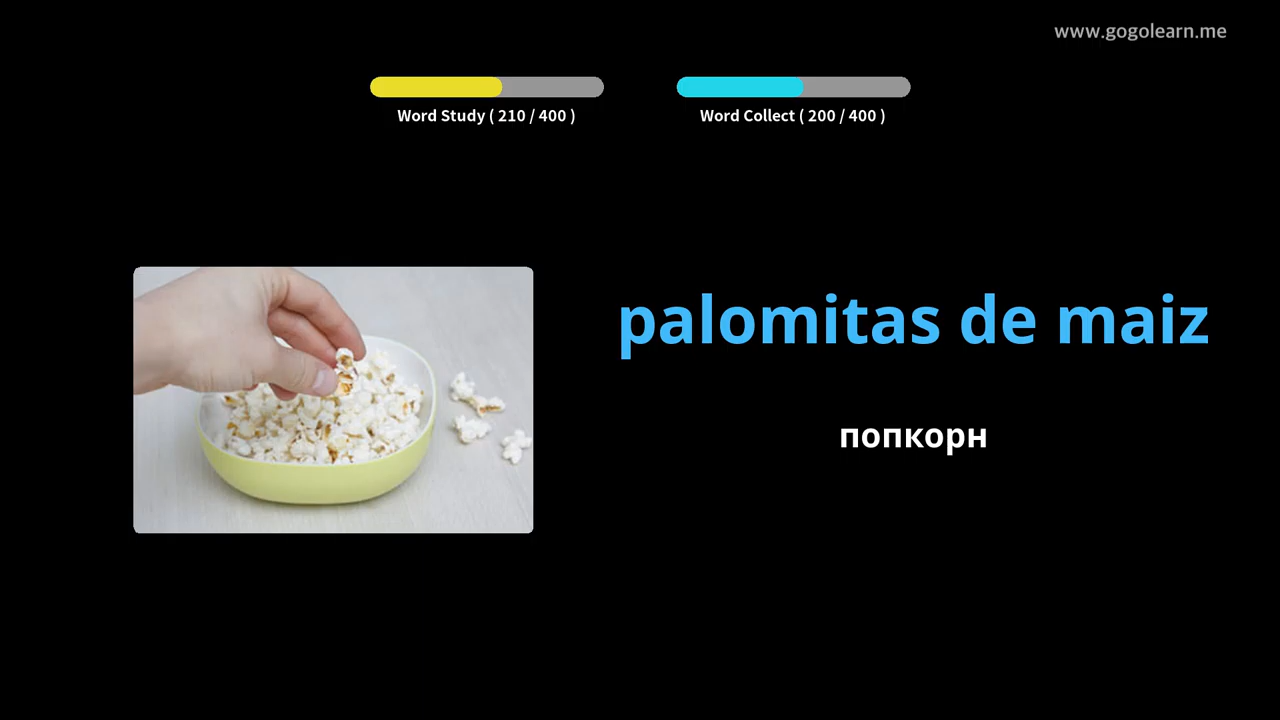 www.gogolearn.me
Word Study ( 210 / 400 )
Word Collect ( 200 / 400 )
palomitas de maiz
попкорн